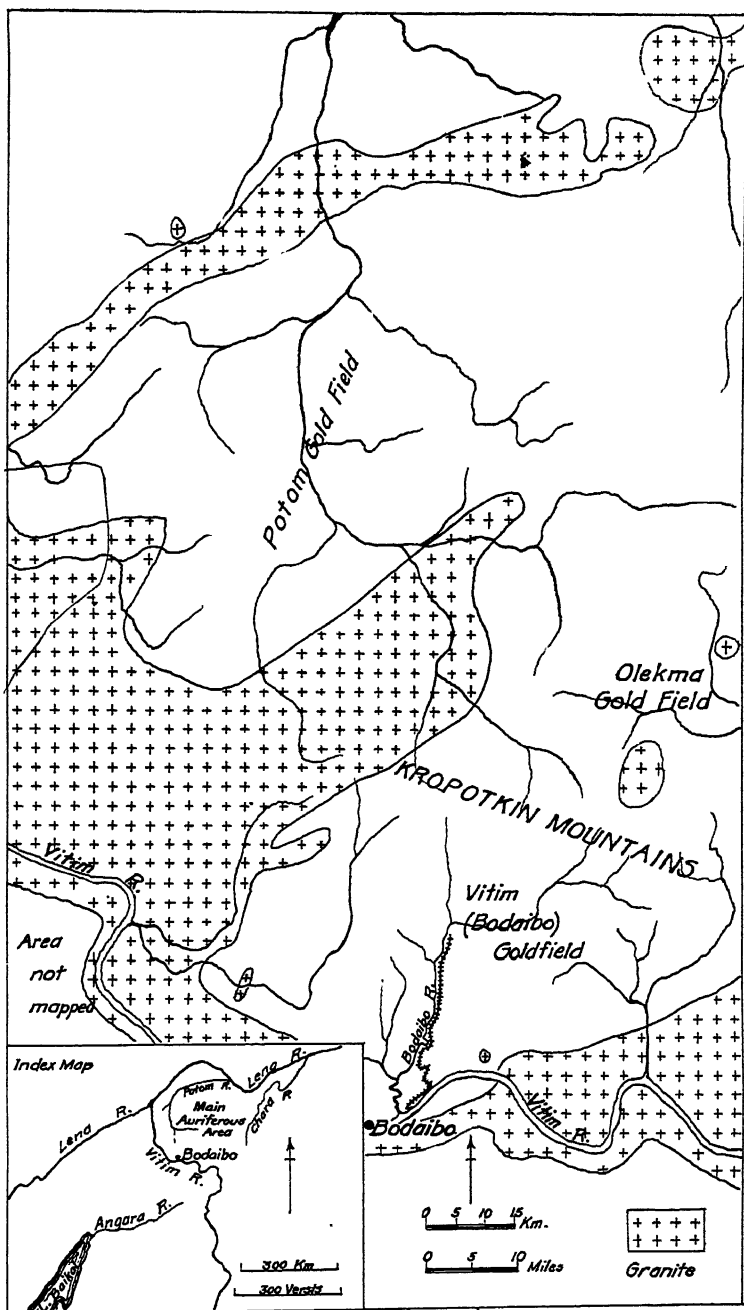 Potom Gold Field
Olekma
Gold Field
KROPOTKIN MOUNTAINS
Vitim
R.
Vitim
(Bodaibo)
Goldfield
Area
not
mapped
Bodaibo R.
Vitim
R.
Bodaibo
Index Map
Potom R.
Lena R.
Main
Auriferous
Area
Chara R.
Lena R.
Bodaibo
Vitim R.
Angara R.
L. Baikal
300 Km
300 Versts
0 5 10 15
Km.
0 5 10
Miles
Granite